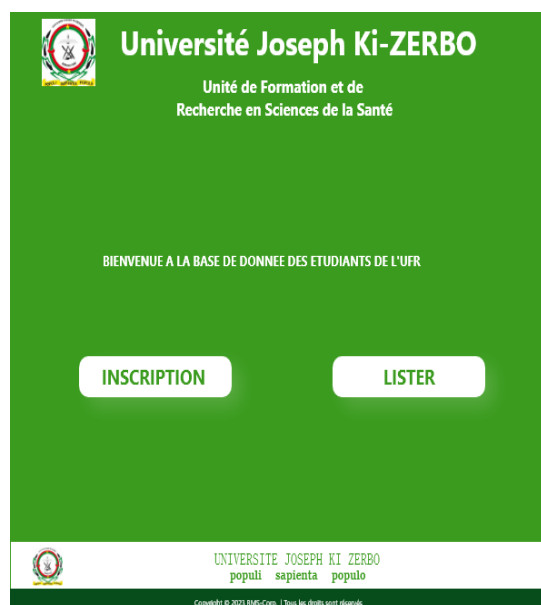 Université Joseph Ki-ZERBO
Unité de Formation et de
Recherche en Sciences de la Santé
BIENVENUE A LA BASE DE DONNEE DES ETUDIANTS DE L'UFR
INSCRIPTION
LISTER
UNIVERSITE JOSEPH KI ZERBO
populi sapienta populo
Copyright © 2023 RMS-Corp. | Tous les droits sont réservés